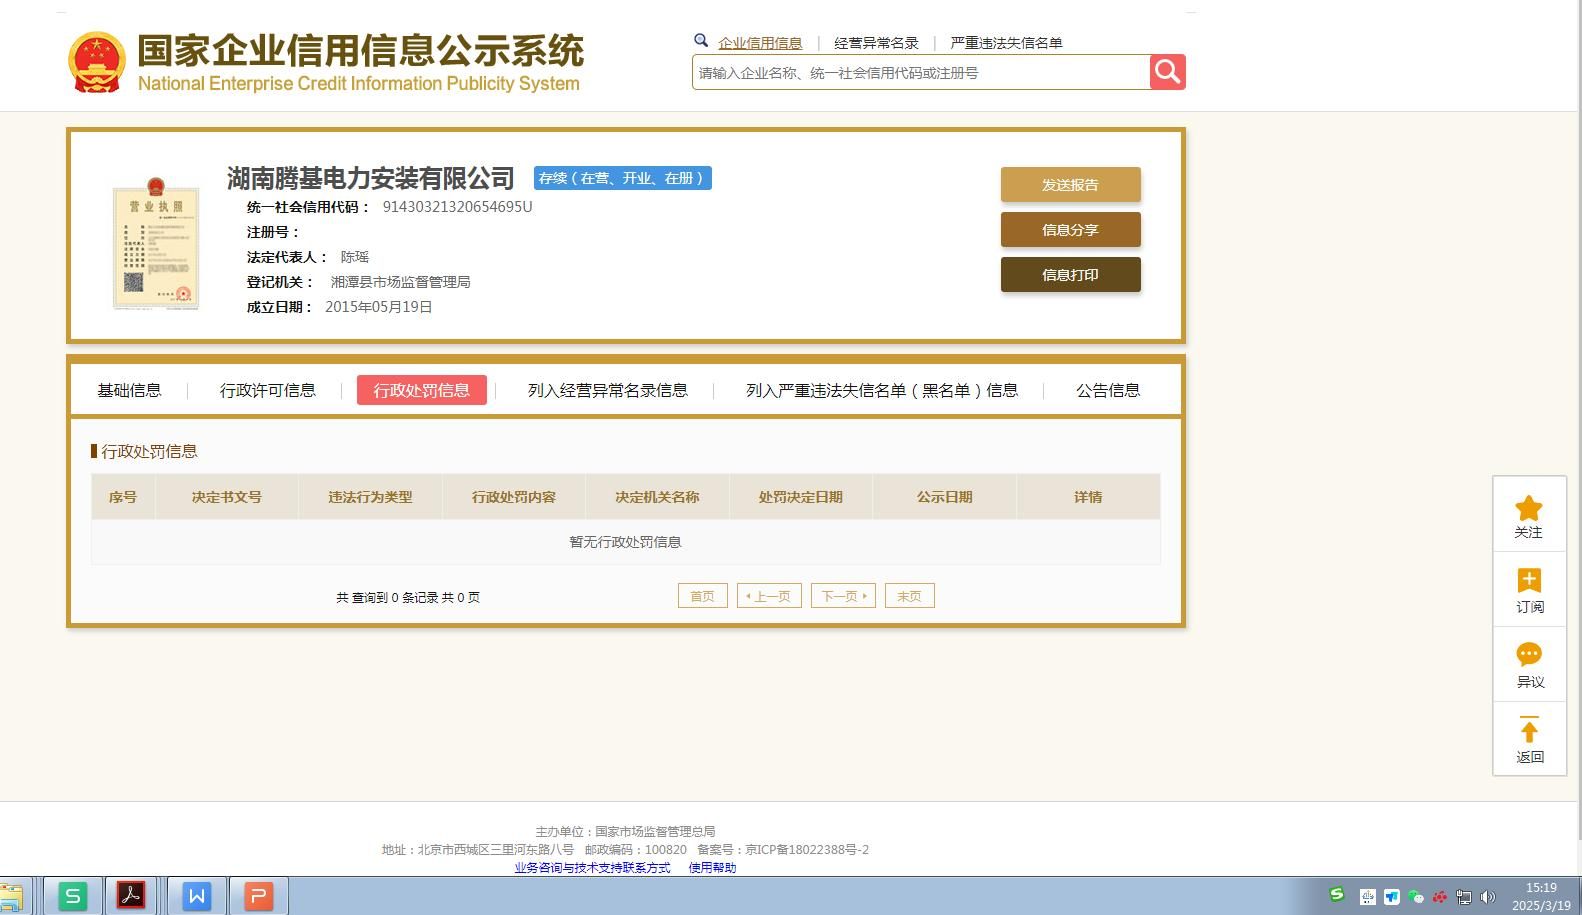 国家企业信用信息公示系统
National Enterprise Credit Information Publicity System
企业信用信息 | 经营异常名录 | 严重违法失信名单
请输入企业名称、统一社会信用代码或注册号
湖南腾基电力安装有限公司 存续（在营、开业、在册）
统一社会信用代码： 91430321320654695U
注册号：
法定代表人： 陈瑶
登记机关： 湘潭县市场监督管理局
成立日期： 2015年05月19日
营业执照
发送报告
信息分享
信息打印
基础信息 | 行政许可信息 | 行政处罚信息 | 列入经营异常名录信息 | 列入严重违法失信名单（黑名单）信息 | 公告信息
行政处罚信息
序号 决定书文号 违法行为类型 行政处罚内容 决定机关名称 处罚决定日期 公示日期 详情
暂无行政处罚信息
共 查询到 0 条记录 共 0 页 首页 上一页 下一页 末页
关注
订阅
异议
返回
主办单位：国家市场监督管理总局
地址：北京市西城区三里河东路八号 邮政编码：100820 备案号：京ICP备18022388号-2
业务咨询与技术支持联系方式 使用帮助
15:19
2025/3/19